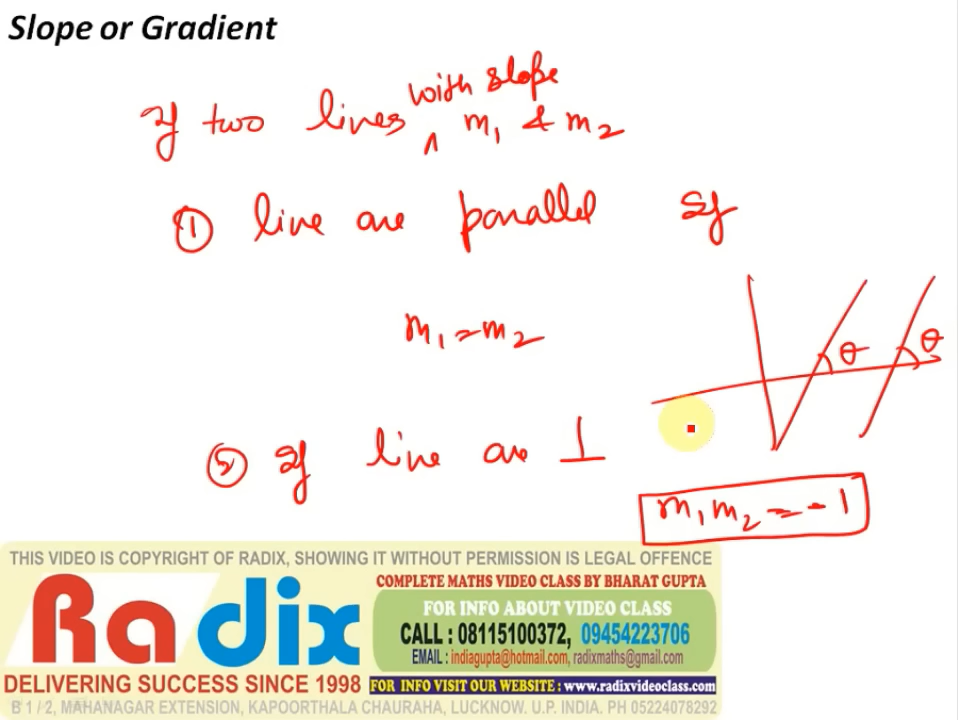 Slope or Gradient
with slope
If two lines ∧ m1 & m2
① line are parallel If
m1 = m2
θ θ
② If line are ⊥
m1 m2 = -1
THIS VIDEO IS COPYRIGHT OF RADIX, SHOWING IT WITHOUT PERMISSION IS LEGAL OFFENCE
Radix
COMPLETE MATHS VIDEO CLASS BY BHARAT GUPTA
FOR INFO ABOUT VIDEO CLASS
CALL : 08115100372, 09454223706
EMAIL : indiagupta@hotmail.com, radixmaths@gmail.com
DELIVERING SUCCESS SINCE 1998
FOR INFO VISIT OUR WEBSITE : www.radixvideoclass.com
B 1 / 2, MAHANAGAR EXTENSION, KAPOORTHALA CHAURAHA, LUCKNOW. U.P. INDIA. PH 05224078292